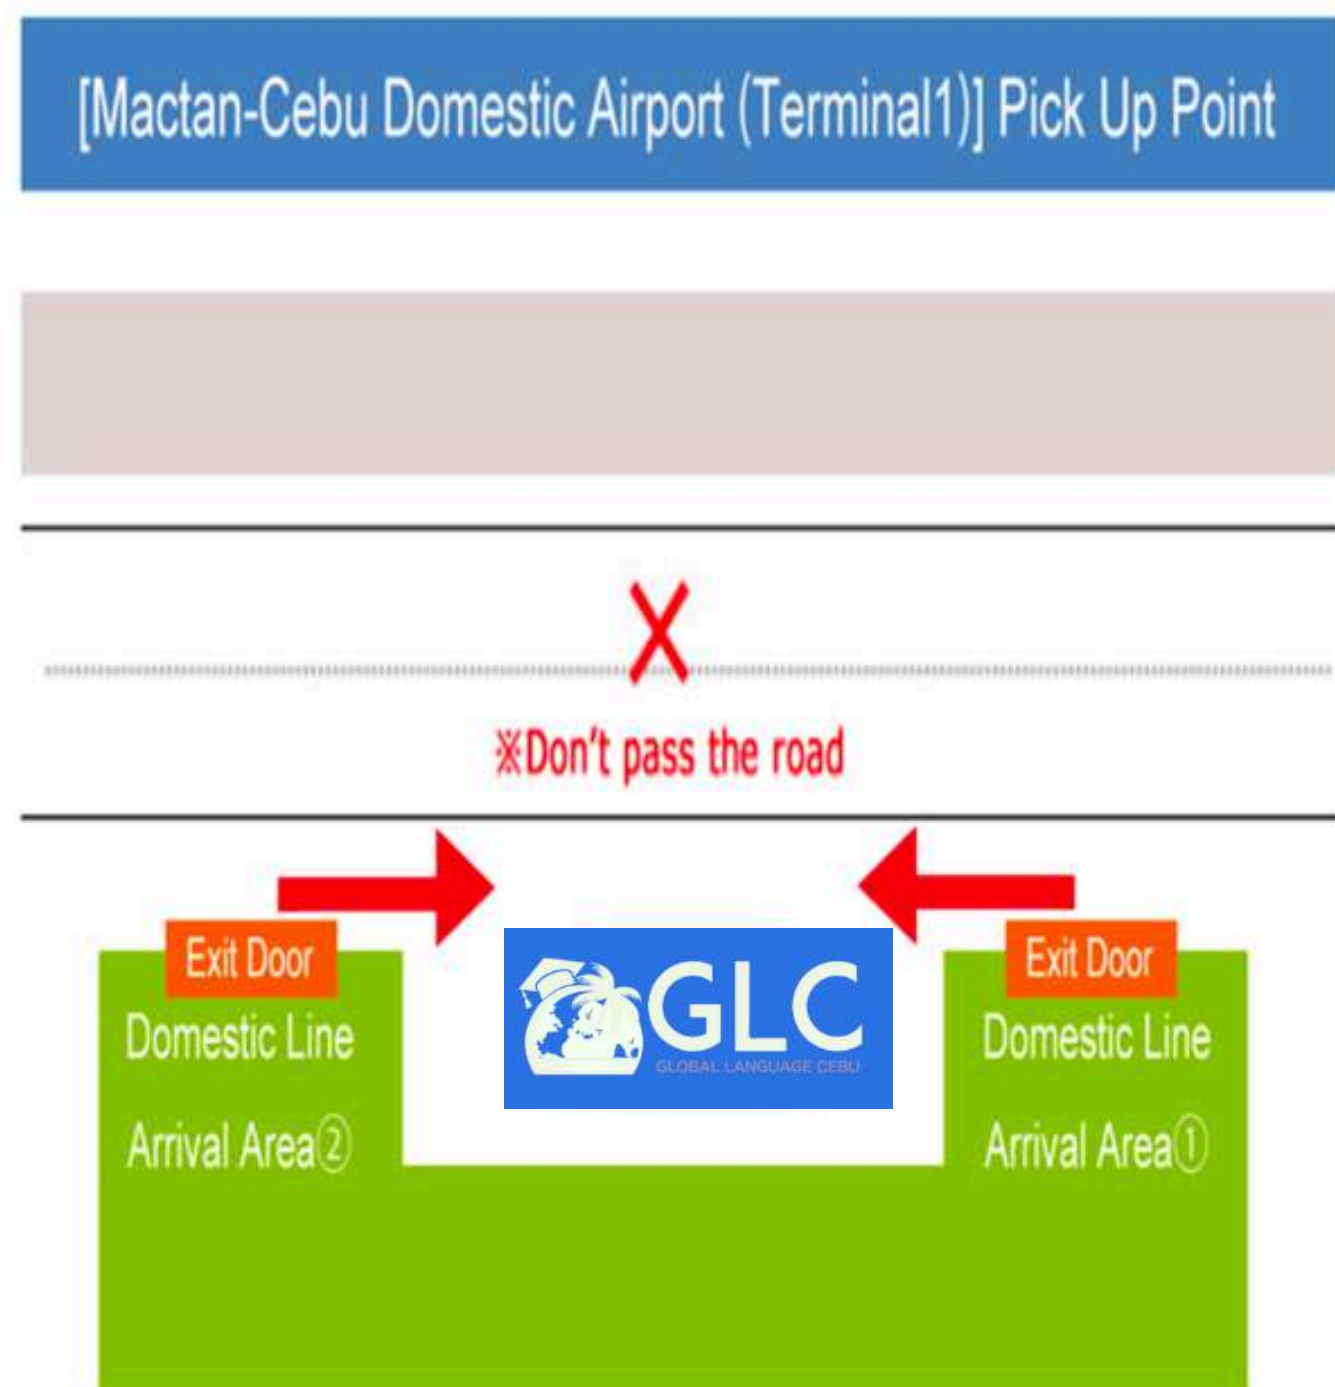 [Mactan-Cebu Domestic Airport (Terminal1)] Pick Up Point
※Don't pass the road
Exit Door
Domestic Line
Arrival Area②
GLC
GLOBAL LANGUAGE CEBU
Exit Door
Domestic Line
Arrival Area①